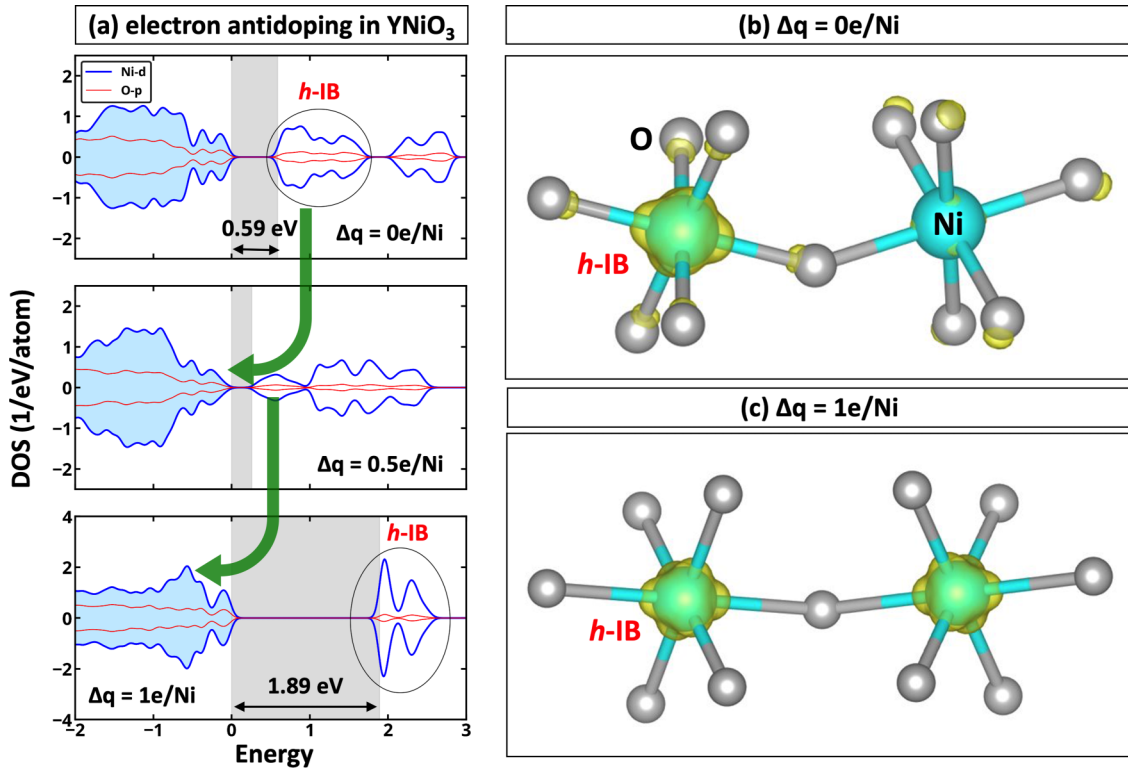 (a) electron antidoping in YNiO₃
Ni-d
O-p
h-IB
2
1
0
−1
−2
0.59 eV
Δq = 0e/Ni
2
1
0
−1
−2
Δq = 0.5e/Ni
4
2
0
−2
4
h-IB
1.89 eV
Δq = 1e/Ni
−2
−1
0
1
2
3
Energy
DOS (1/eV/atom)
(b) Δq = 0e/Ni
O
Ni
h-IB
(c) Δq = 1e/Ni
h-IB